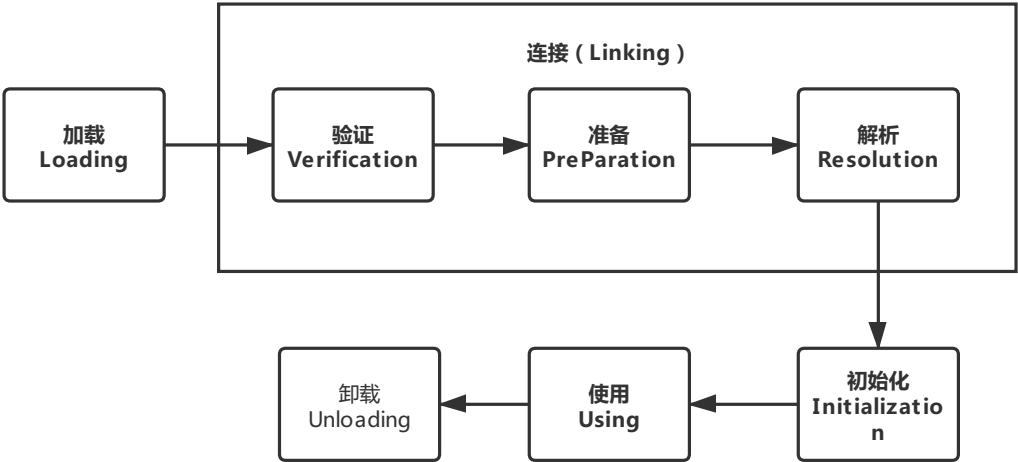 连接（Linking）
加载
Loading
验证
Verification
准备
PreParation
解析
Resolution
初始化
Initializatio
n
使用
Using
卸载
Unloading